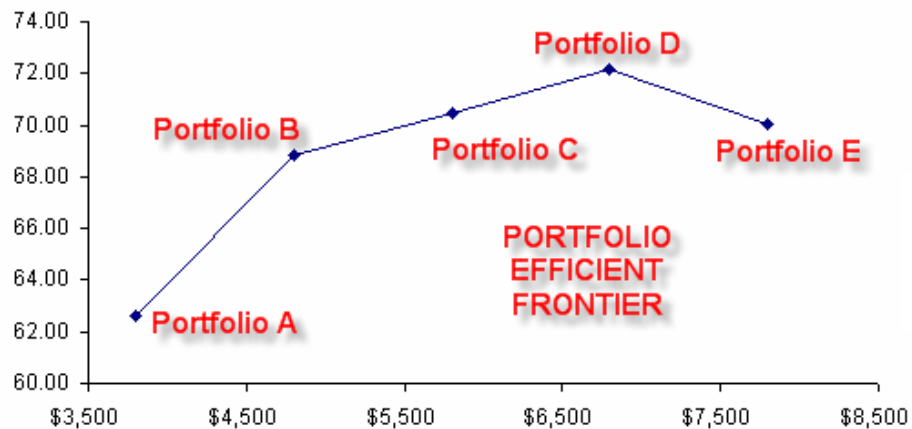 74.00
Portfolio D
72.00
70.00
Portfolio B
Portfolio C
Portfolio E
68.00
66.00
PORTFOLIO
EFFICIENT
FRONTIER
64.00
62.00
Portfolio A
60.00
$3,500 $4,500 $5,500 $6,500 $7,500 $8,500